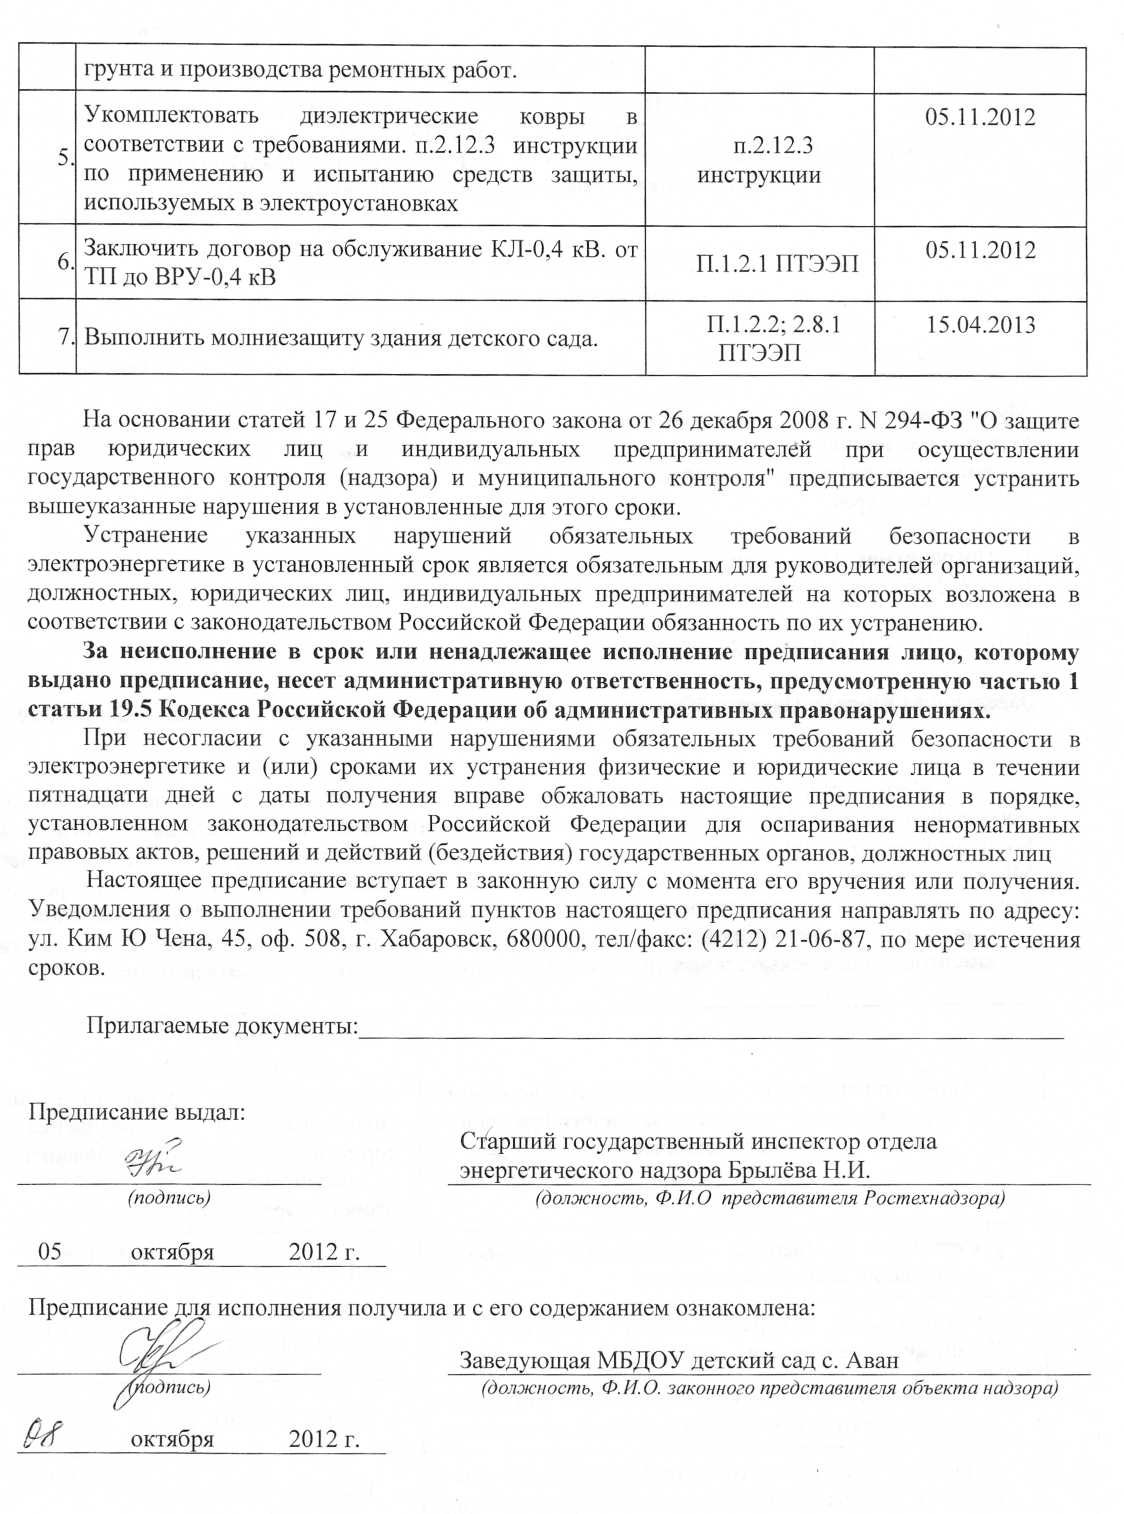 грунта и производства ремонтных работ.
5.
Укомплектовать диэлектрические ковры в
соответствии с требованиями. п.2.12.3 инструкции
по применению и испытанию средств защиты,
используемых в электроустановках
п.2.12.3
инструкции
05.11.2012
6.
Заключить договор на обслуживание КЛ-0,4 кВ. от
ТП до ВРУ-0,4 кВ
П.1.2.1 ПТЭЭП
05.11.2012
7.
Выполнить молниезащиту здания детского сада.
П.1.2.2; 2.8.1
ПТЭЭП
15.04.2013
На основании статей 17 и 25 Федерального закона от 26 декабря 2008 г. N 294-ФЗ "О защите
прав юридических лиц и индивидуальных предпринимателей при осуществлении
государственного контроля (надзора) и муниципального контроля" предписывается устранить
вышеуказанные нарушения в установленные для этого сроки.
Устранение указанных нарушений обязательных требований безопасности в
электроэнергетике в установленный срок является обязательным для руководителей организаций,
должностных, юридических лиц, индивидуальных предпринимателей на которых возложена в
соответствии с законодательством Российской Федерации обязанность по их устранению.
За неисполнение в срок или ненадлежащее исполнение предписания лицо, которому
выдано предписание, несет административную ответственность, предусмотренную частью 1
статьи 19.5 Кодекса Российской Федерации об административных правонарушениях.
При несогласии с указанными нарушениями обязательных требований безопасности в
электроэнергетике и (или) сроками их устранения физические и юридические лица в течении
пятнадцати дней с даты получения вправе обжаловать настоящие предписания в порядке,
установленном законодательством Российской Федерации для оспаривания ненормативных
правовых актов, решений и действий (бездействия) государственных органов, должностных лиц
Настоящее предписание вступает в законную силу с момента его вручения или получения.
Уведомления о выполнении требований пунктов настоящего предписания направлять по адресу:
ул. Ким Ю Чена, 45, оф. 508, г. Хабаровск, 680000, тел/факс: (4212) 21-06-87, по мере истечения
сроков.
Прилагаемые документы:
Предписание выдал:
Старший государственный инспектор отдела
энергетического надзора Брылёва Н.И.
(подпись)
(должность, Ф.И.О представителя Ростехнадзора)
05 октября 2012 г.
Предписание для исполнения получила и с его содержанием ознакомлена:
Заведующая МБДОУ детский сад с. Аван
(подпись)
(должность, Ф.И.О. законного представителя объекта надзора)
08 октября 2012 г.